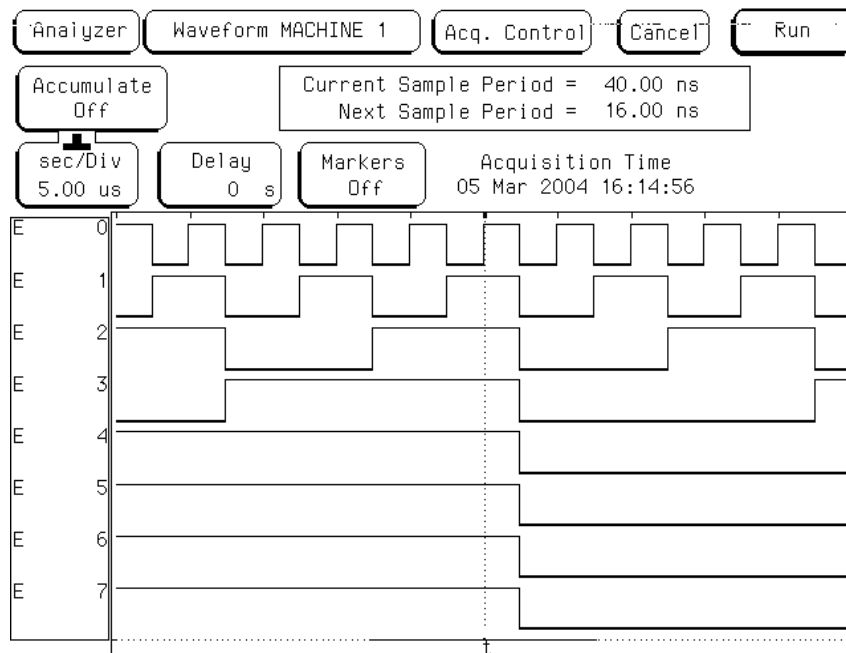 Analyzer Waveform MACHINE 1 Acq. Control Cancel Run
Accumulate
Off
Current Sample Period = 40.00 ns
Next Sample Period = 16.00 ns
sec/Div
5.00 us
Delay
0 s
Markers
Off
Acquisition Time
05 Mar 2004 16:14:56
E 0
E 1
E 2
E 3
E 4
E 5
E 6
E 7
t